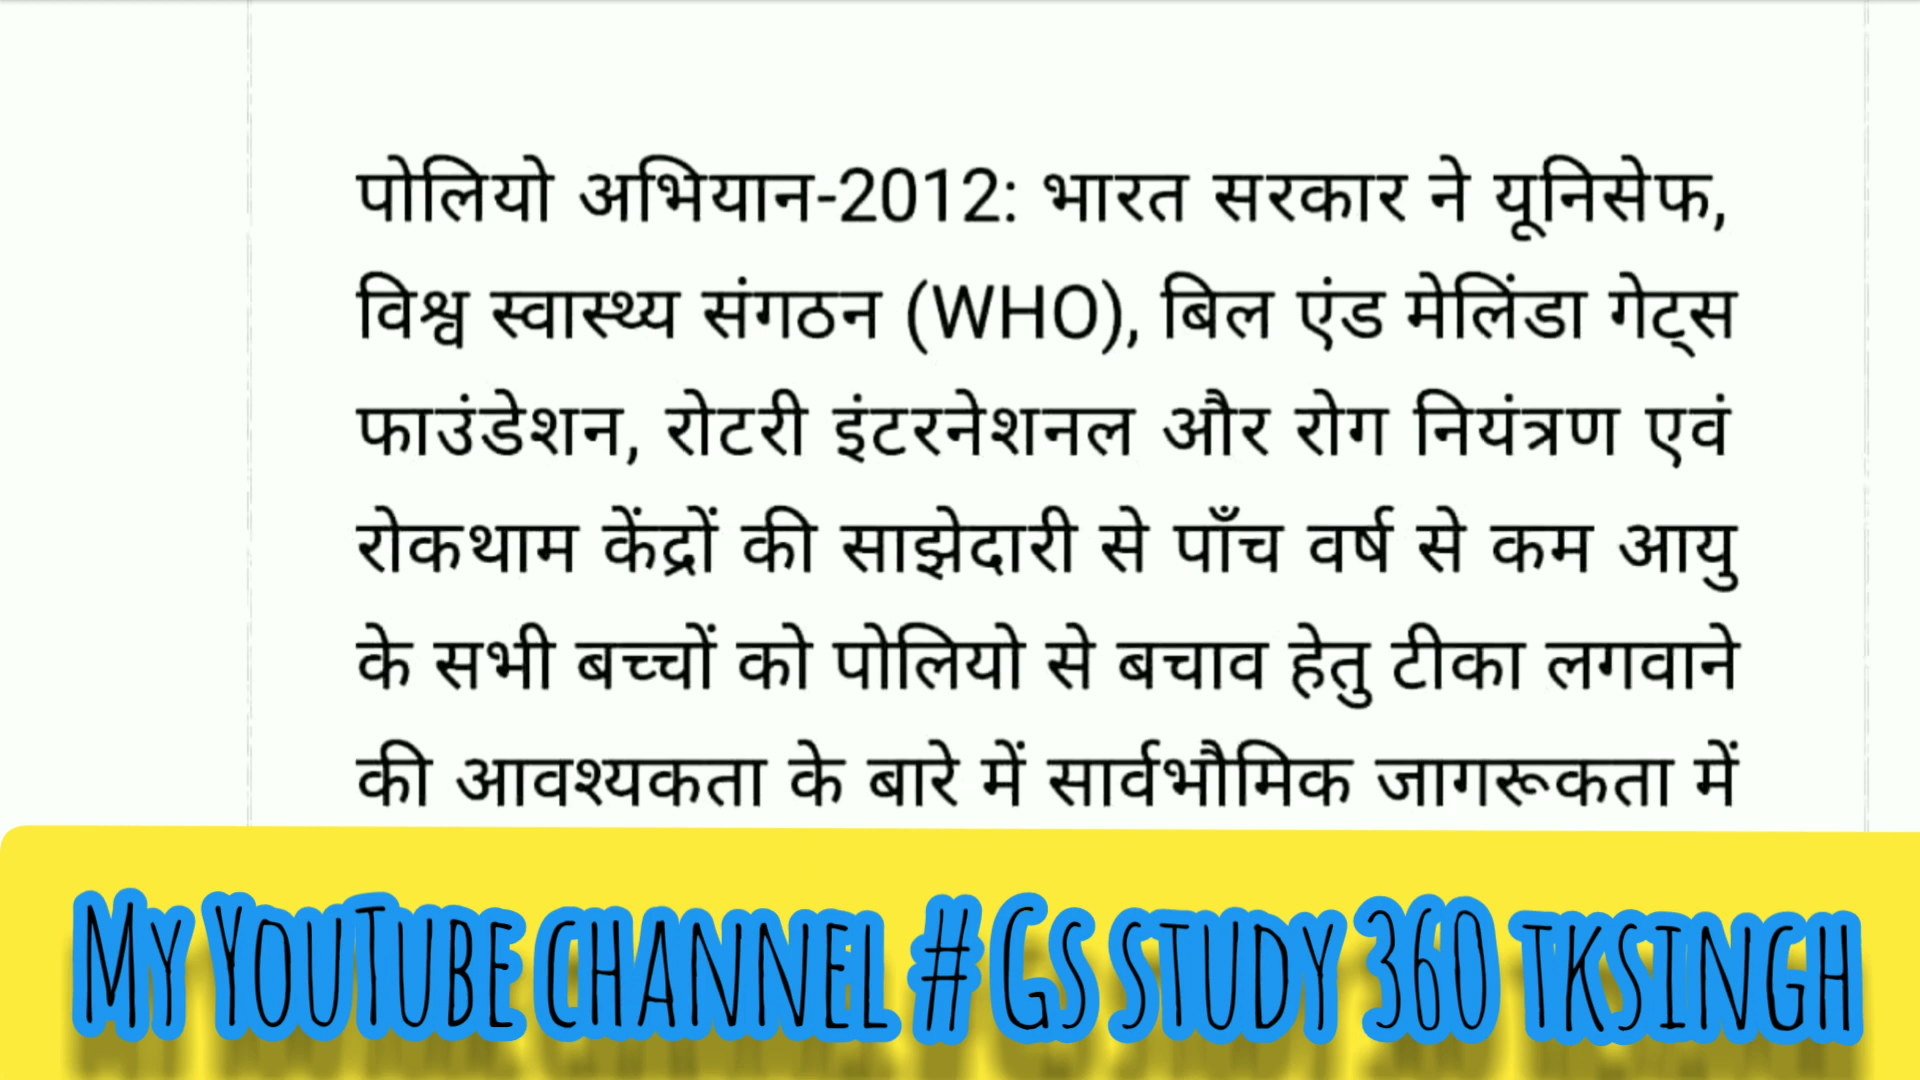 पोलियो अभियान-2012: भारत सरकार ने यूनिसेफ,
विश्व स्वास्थ्य संगठन (WHO), बिल एंड मेलिंडा गेट्स
फाउंडेशन, रोटरी इंटरनेशनल और रोग नियंत्रण एवं
रोकथाम केंद्रों की साझेदारी से पाँच वर्ष से कम आयु
के सभी बच्चों को पोलियो से बचाव हेतु टीका लगवाने
की आवश्यकता के बारे में सार्वभौमिक जागरूकता में
My YouTube channel # Gs study 360 tksingh